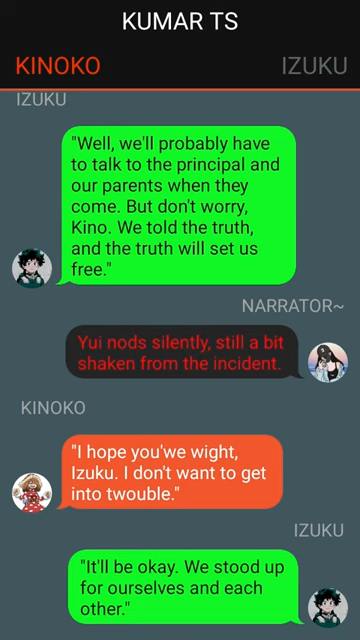 KUMAR TS
KINOKO IZUKU
IZUKU
"Well, we'll probably have
to talk to the principal and
our parents when they
come. But don't worry,
Kino. We told the truth,
and the truth will set us
free."
NARRATOR~
Yui nods silently, still a bit
shaken from the incident.
KINOKO
"I hope you'we wight,
Izuku. I don't want to get
into twouble."
IZUKU
"It'll be okay. We stood up
for ourselves and each
other."